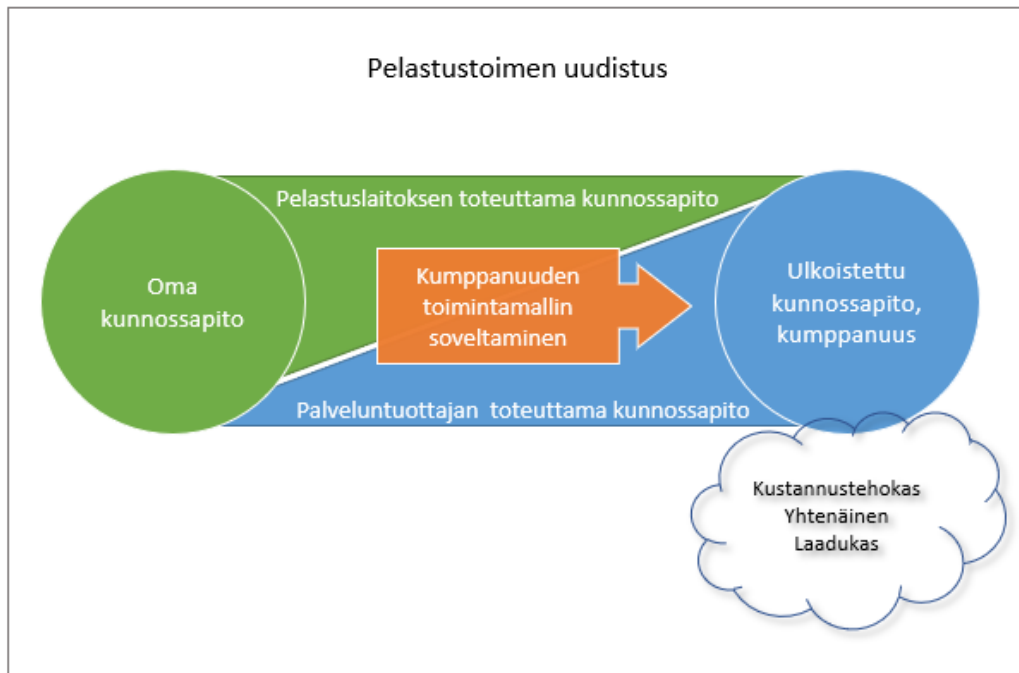 Pelastustoimen uudistus
Pelastuslaitoksen toteuttama kunnossapito
Oma
kunnossapito
Kumppanuuden
toimintamallin
soveltaminen
Ulkoistettu
kunnossapito,
kumppanuus
Palveluntuottajan toteuttama kunnossapito
Kustannustehokas
Yhtenäinen
Laadukas